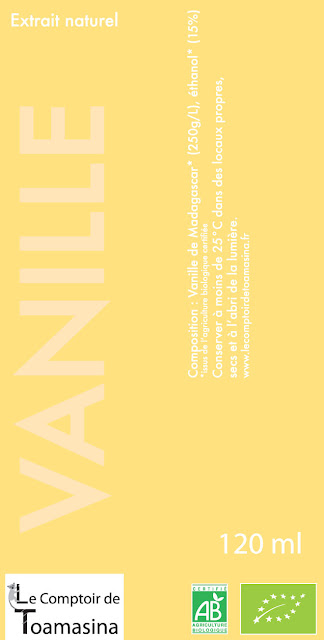 Extrait naturel
VANILLE
Composition : Vanille de Madagascar* (250g/L), éthanol* (15%)
*issus de l'agriculture biologique certifiée
Conserver à moins de 25°C dans des locaux propres,
secs et à l'abri de la lumière.
www.lecomptoirdetoamasina.fr
120 ml
Le Comptoir de
Toamasina
CERTIFIÉ
AB
AGRICULTURE
BIOLOGIQUE